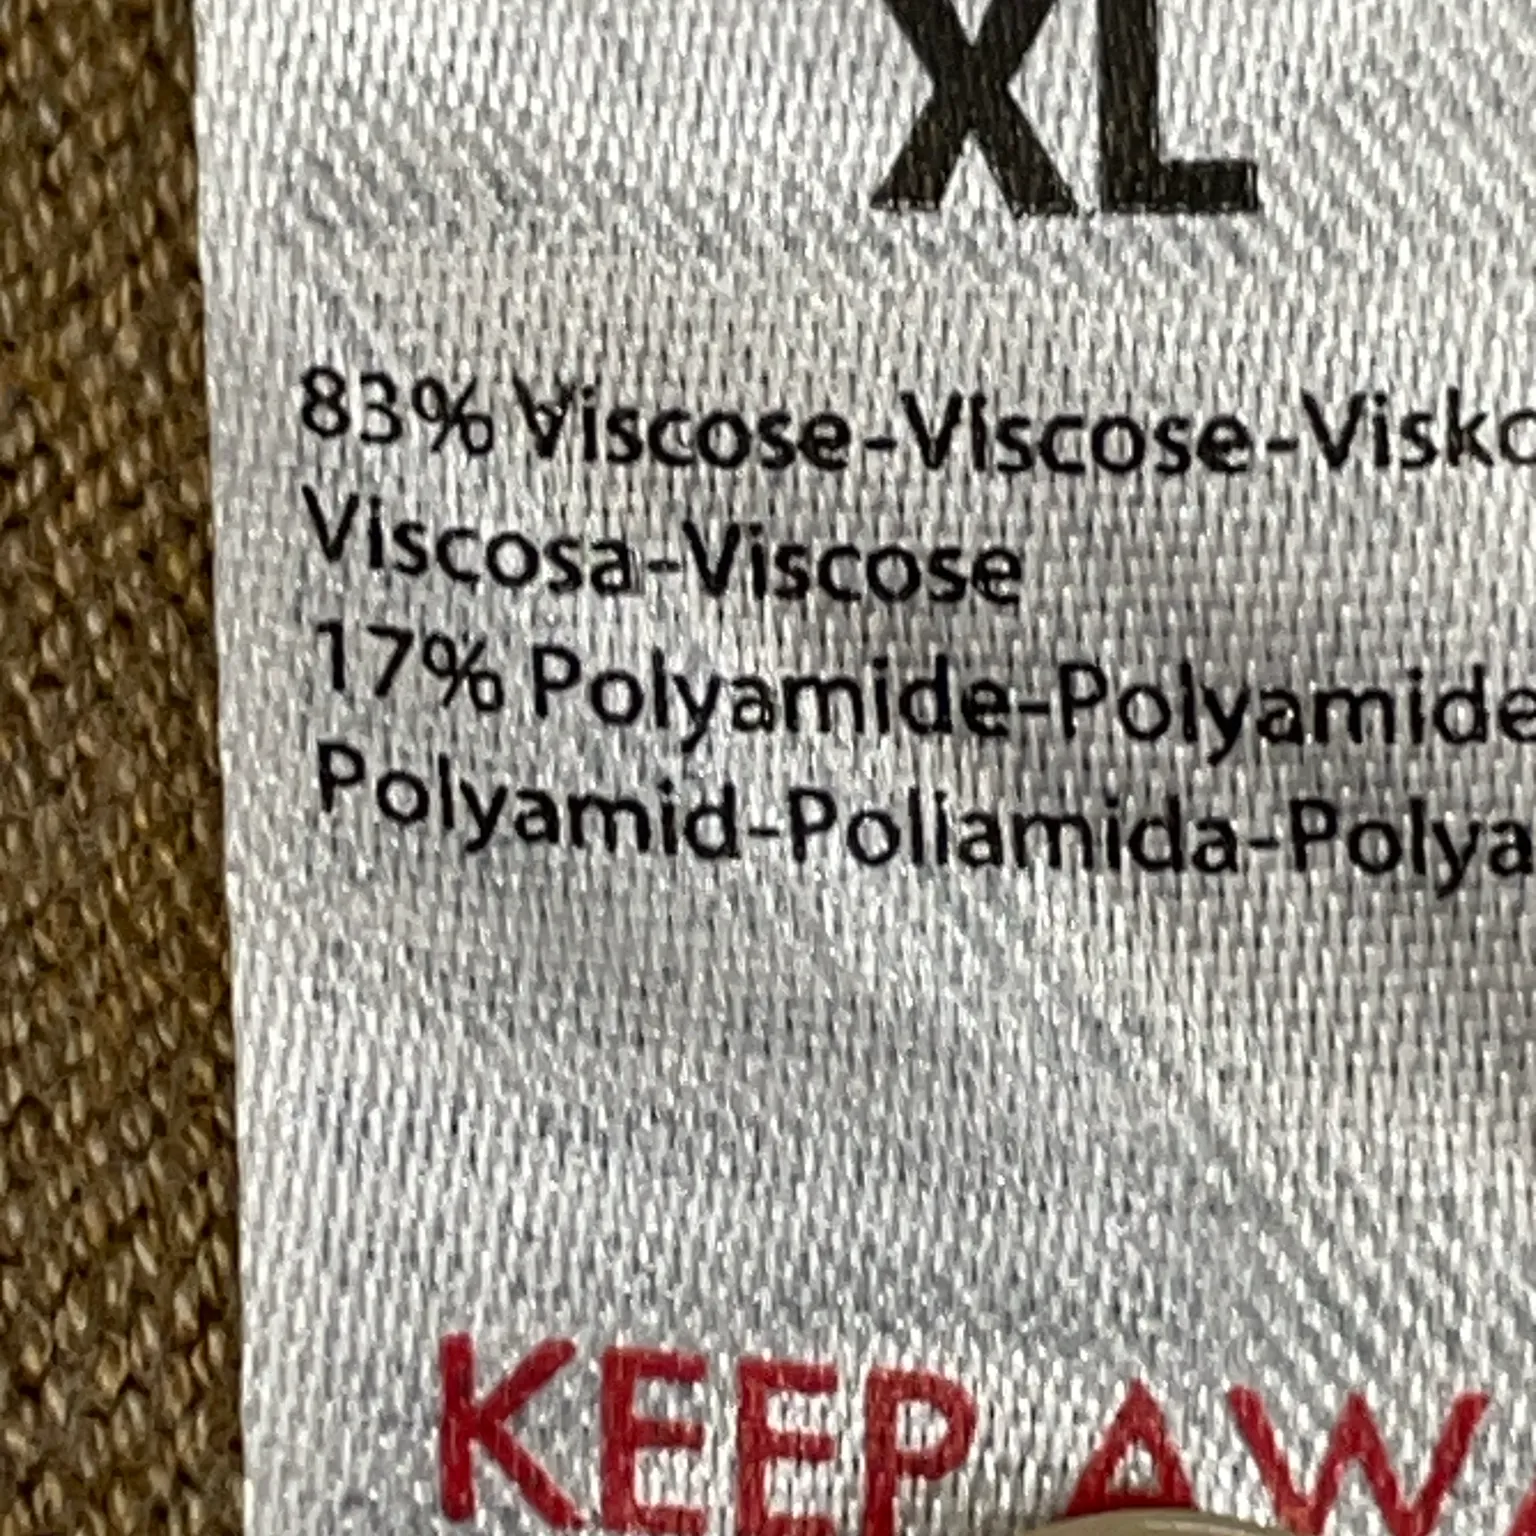 XL
83% Viscose-Viscose-Visko
Viscosa-Viscose
17% Polyamide-Polyamide
Polyamid-Poliamida-Polya
KEEP AW